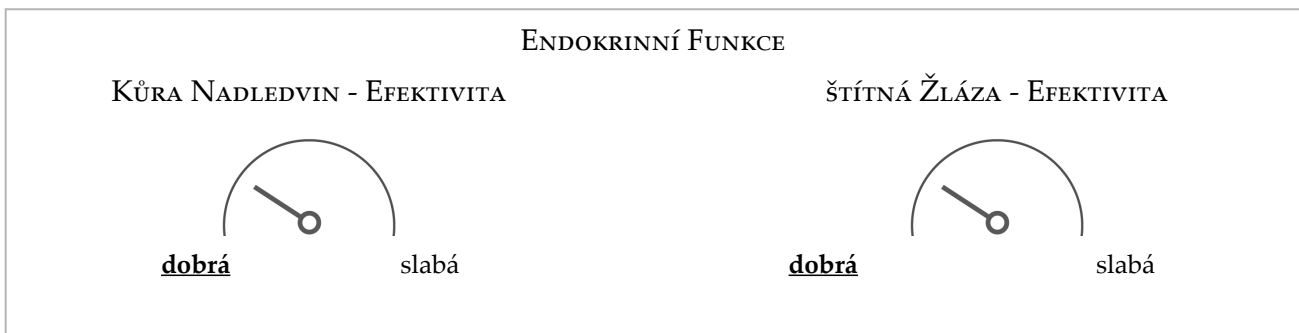 Endokrinní Funkce
Kůra Nadledvin - Efektivita
štítná Žláza - Efektivita
dobrá slabá
dobrá slabá